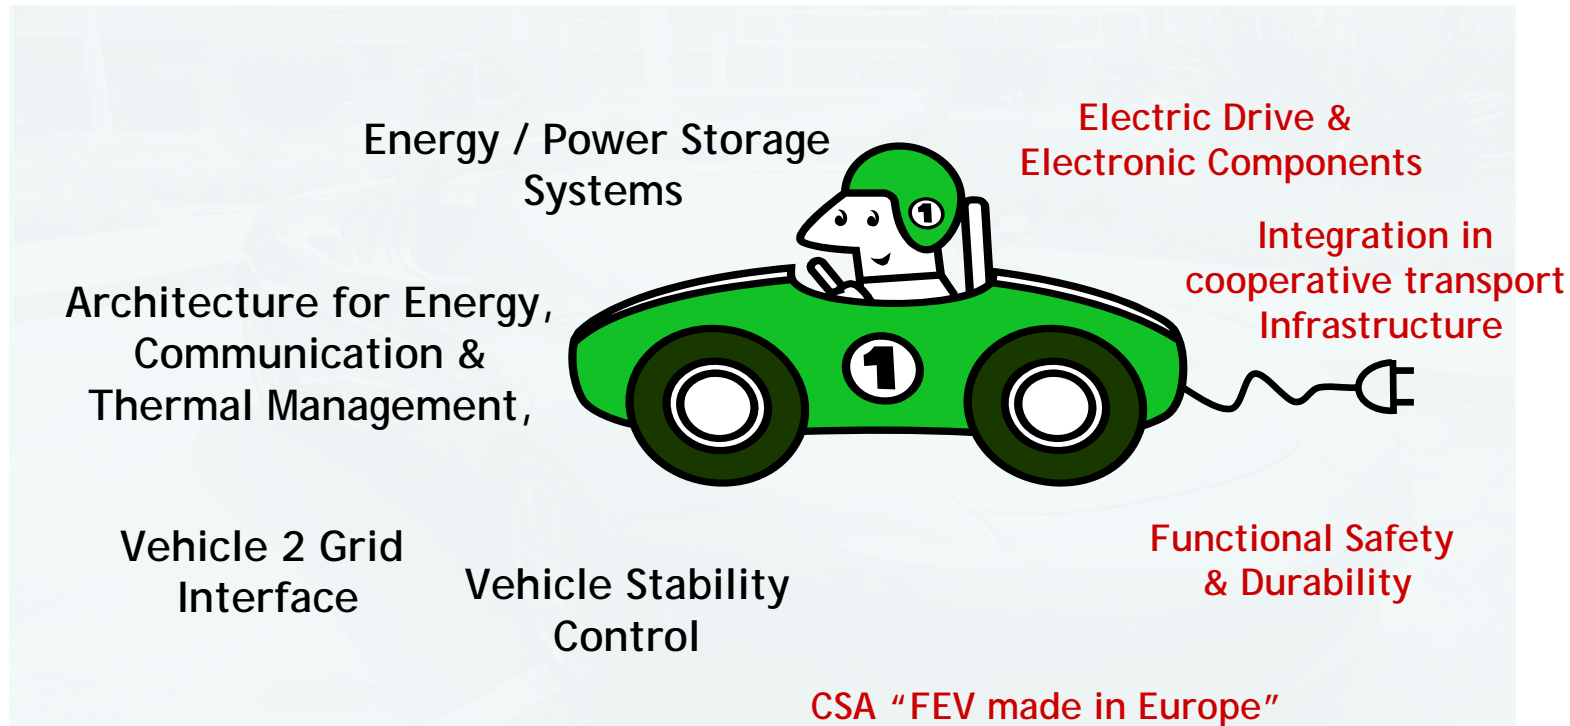 Energy / Power Storage
Systems
Electric Drive &
Electronic Components
1
Integration in
cooperative transport
Infrastructure
Architecture for Energy,
Communication &
Thermal Management,
1
Vehicle 2 Grid
Interface
Vehicle Stability
Control
Functional Safety
& Durability
CSA “FEV made in Europe”